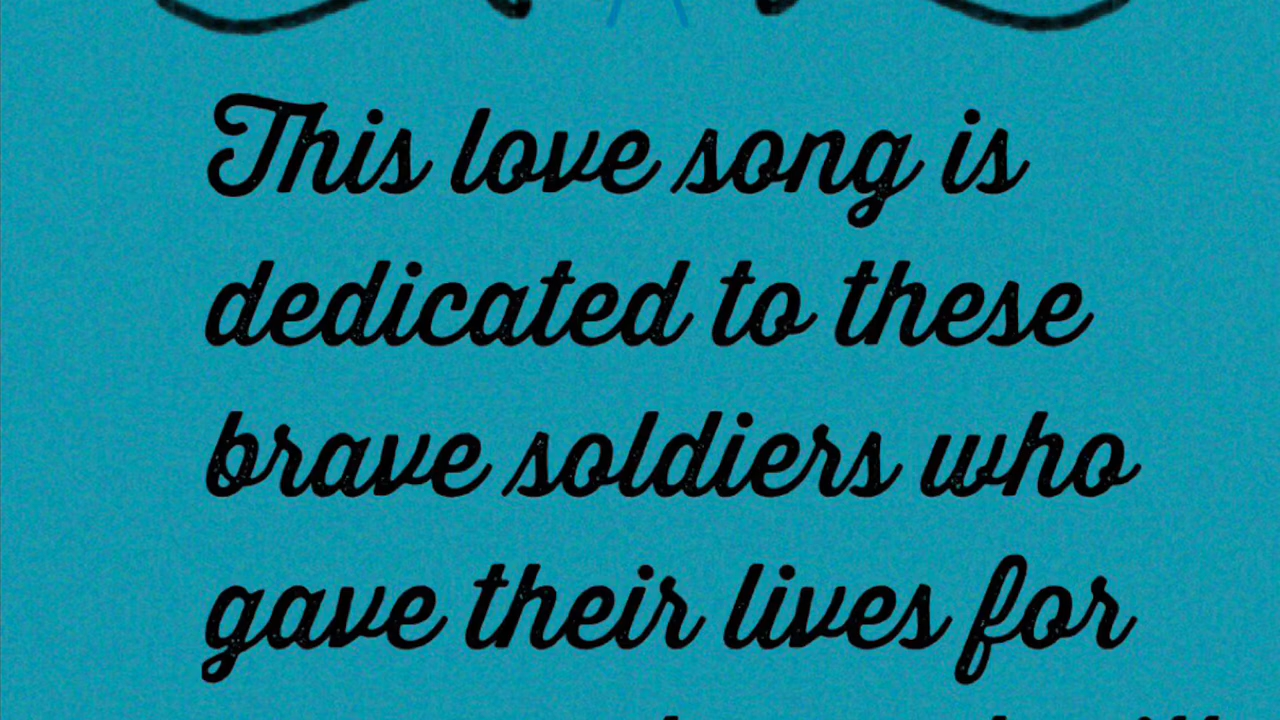 This love song is
dedicated to these
brave soldiers who
gave their lives for